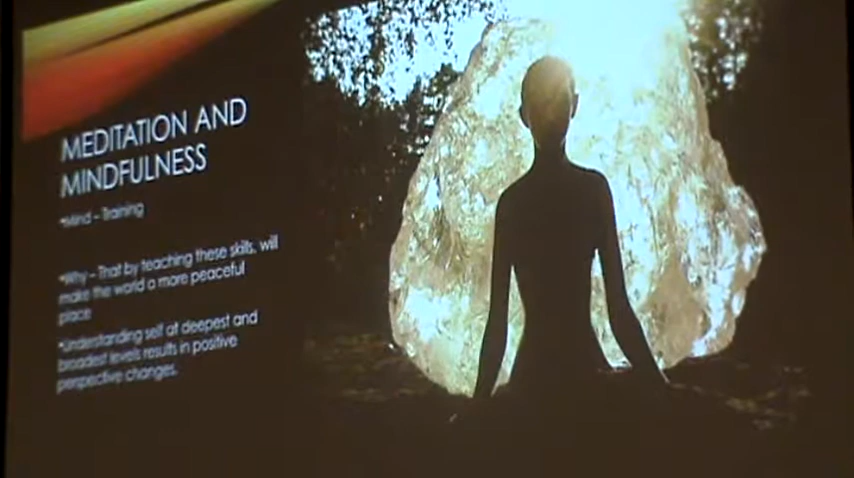 MEDITATION AND
MINDFULNESS
•Mind – Training
•Why – That by teaching these skills, will
make the world a more peaceful
place
•Understanding self at deepest and
broadest levels results in positive
perspective changes.